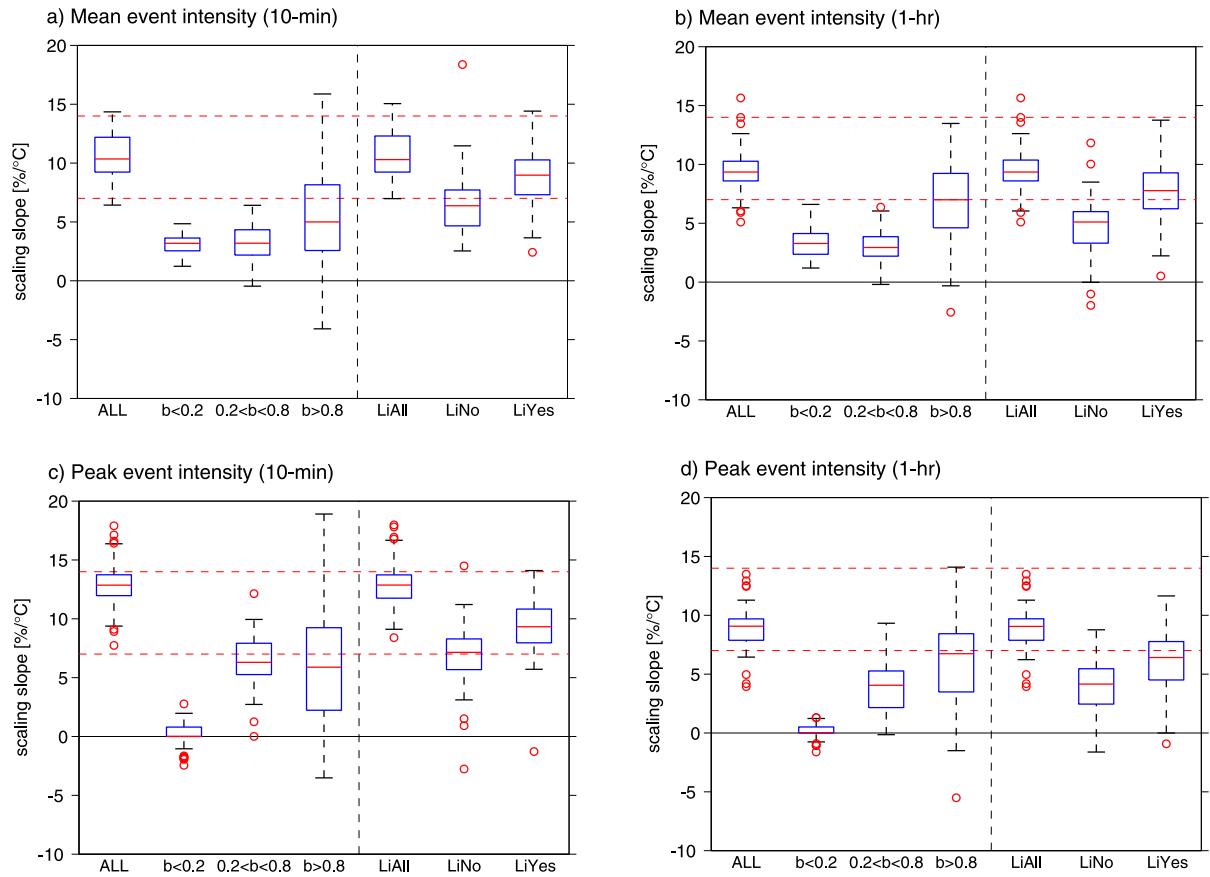 a) Mean event intensity (10-min)
scaling slope [%/°C]
20
15
10
5
0
-5
-10
ALL b<0.2 0.2<b<0.8 b>0.8 LiAll LiNo LiYes
b) Mean event intensity (1-hr)
scaling slope [%/°C]
20
15
10
5
0
-5
-10
ALL b<0.2 0.2<b<0.8 b>0.8 LiAll LiNo LiYes
c) Peak event intensity (10-min)
scaling slope [%/°C]
20
15
10
5
0
-5
-10
ALL b<0.2 0.2<b<0.8 b>0.8 LiAll LiNo LiYes
d) Peak event intensity (1-hr)
scaling slope [%/°C]
20
15
10
5
0
-5
-10
ALL b<0.2 0.2<b<0.8 b>0.8 LiAll LiNo LiYes